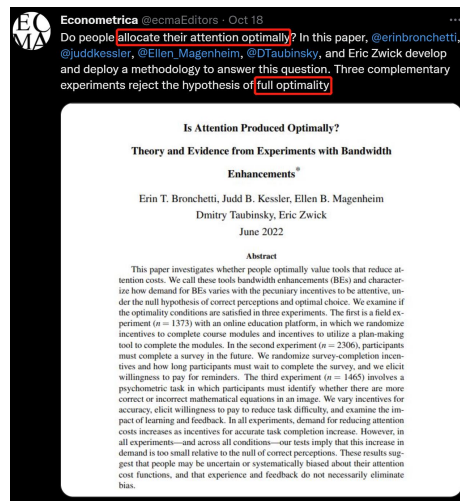 EC
MA
Econometrica @ecmaEditors · Oct 18
Do people allocate their attention optimally? In this paper, @erinbronchetti,
@juddkessler, @Ellen_Magenheim, @DTaubinsky, and Eric Zwick develop
and deploy a methodology to answer this question. Three complementary
experiments reject the hypothesis of full optimality
Is Attention Produced Optimally?
Theory and Evidence from Experiments with Bandwidth
Enhancements*
Erin T. Bronchetti, Judd B. Kessler, Ellen B. Magenheim
Dmitry Taubinsky, Eric Zwick
June 2022
Abstract
This paper investigates whether people optimally value tools that reduce at-
tention costs. We call these tools bandwidth enhancements (BEs) and character-
ize how demand for BEs varies with the pecuniary incentives to be attentive, un-
der the null hypothesis of correct perceptions and optimal choice. We examine if
the optimality conditions are satisfied in three experiments. The first is a field ex-
periment (n = 1373) with an online education platform, in which we randomize
incentives to complete course modules and incentives to utilize a plan-making
tool to complete the modules. In the second experiment (n = 2306), participants
must complete a survey in the future. We randomize survey-completion incen-
tives and how long participants must wait to complete the survey, and we elicit
willingness to pay for reminders. The third experiment (n = 1465) involves a
psychometric task in which participants must identify whether there are more
correct or incorrect mathematical equations in an image. We vary incentives for
accuracy, elicit willingness to pay to reduce task difficulty, and examine the im-
pact of learning and feedback. In all experiments, demand for reducing attention
costs increases as incentives for accurate task completion increase. However, in
all experiments—and across all conditions—our tests imply that this increase in
demand is too small relative to the null of correct perceptions. These results sug-
gest that people may be uncertain or systematically biased about their attention
cost functions, and that experience and feedback do not necessarily eliminate
bias.